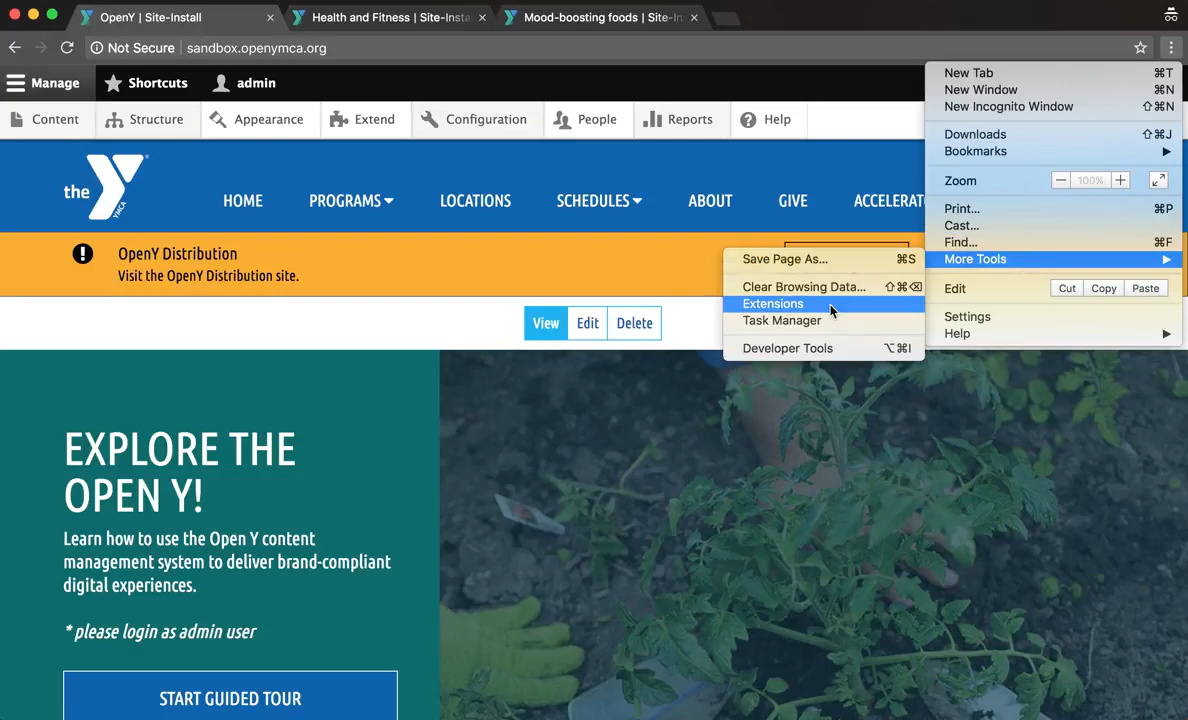 OpenY | Site-Install
Health and Fitness | Site-Insta
Mood-boosting foods | Site-In
Not Secure | sandbox.openymca.org
Manage Shortcuts admin
Content Structure Appearance Extend Configuration People Reports Help
the Y YMCA
HOME PROGRAMS LOCATIONS SCHEDULES ABOUT GIVE ACCELERAT
OpenY Distribution
Visit the OpenY Distribution site.
View Edit Delete
New Tab ⌘T
New Window ⌘N
New Incognito Window ⇧⌘N
Downloads ⇧⌘J
Bookmarks ▶
Zoom − 100% +
Print... ⌘P
Cast...
Find... ⌘F
More Tools ▶
Edit Cut Copy Paste
Settings
Help ▶
Save Page As... ⌘S
Clear Browsing Data... ⇧⌘⌫
Extensions
Task Manager
Developer Tools ⌥⌘I
EXPLORE THE
OPEN Y!
Learn how to use the Open Y content
management system to deliver brand-compliant
digital experiences.
* please login as admin user
START GUIDED TOUR